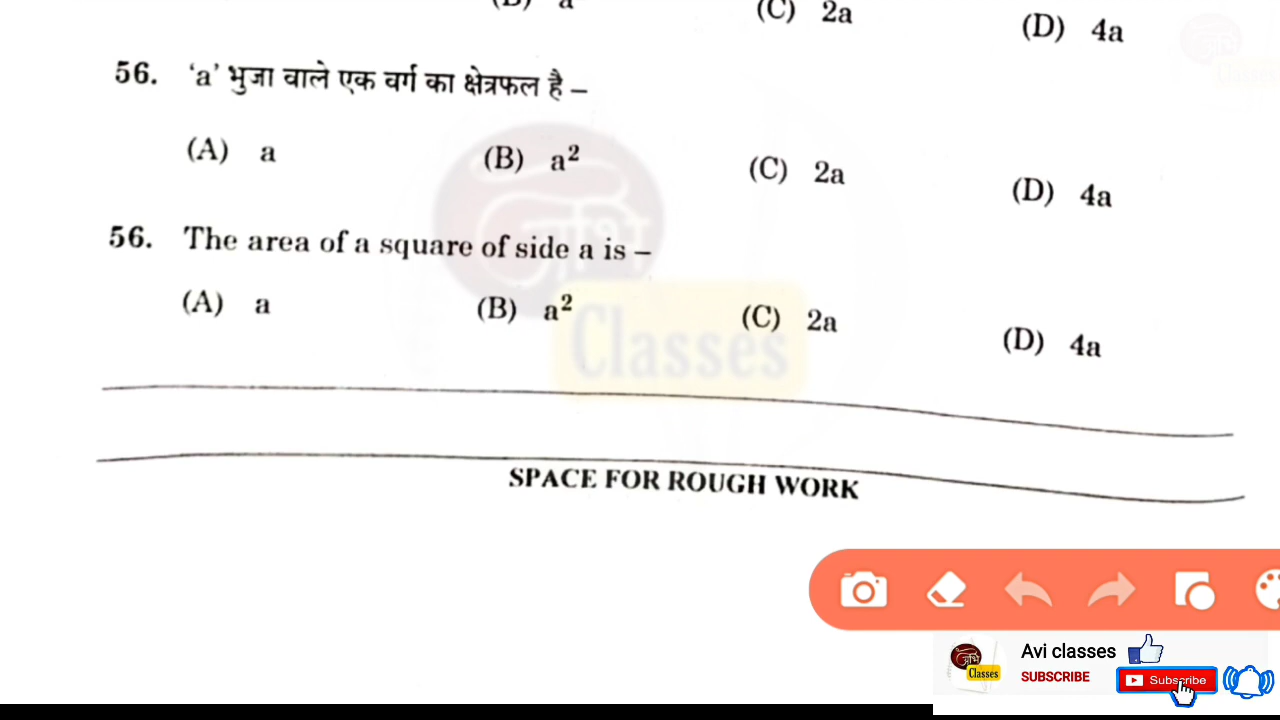 (C) 2a
(D) 4a
56. 'a' भुजा वाले एक वर्ग का क्षेत्रफल है –
(A) a (B) a² (C) 2a (D) 4a
56. The area of a square of side a is –
(A) a (B) a² (C) 2a (D) 4a
Classes
SPACE FOR ROUGH WORK
Avi classes
SUBSCRIBE
Subscribe
Classes